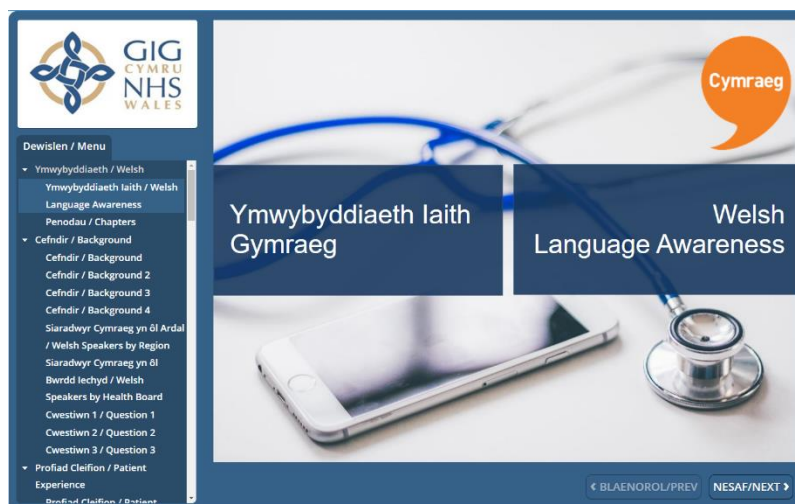 GIG
CYMRU
NHS
WALES
Dewislen / Menu
Ymwybyddiaeth / Welsh
Ymwybyddiaeth Iaith / Welsh
Language Awareness
Penodau / Chapters
Cefndir / Background
Cefndir / Background
Cefndir / Background 2
Cefndir / Background 3
Cefndir / Background 4
Siaradwyr Cymraeg yn ôl Ardal
/ Welsh Speakers by Region
Siaradwyr Cymraeg yn ôl
Bwrdd Iechyd / Welsh
Speakers by Health Board
Cwestiwn 1 / Question 1
Cwestiwn 2 / Question 2
Cwestiwn 3 / Question 3
Profiad Cleifion / Patient
Experience
Profiad Cleifion / Patient
Cymraeg
Ymwybyddiaeth Iaith
Gymraeg
Welsh
Language Awareness
BLAENOROL/PREV
NESAF/NEXT